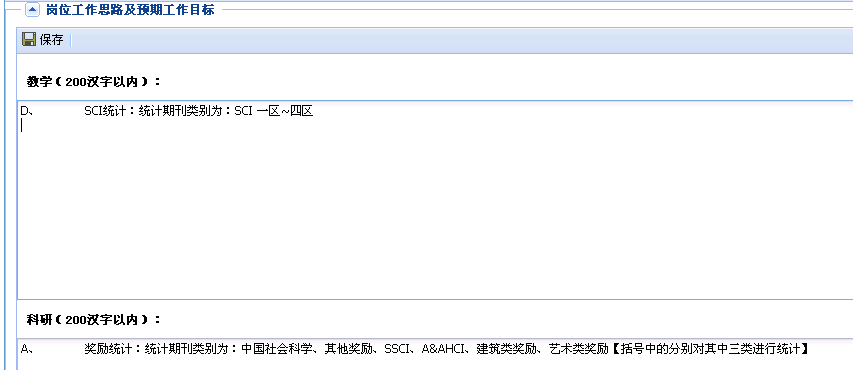 岗位工作思路及预期工作目标
保存
教学（200汉字以内）：
D、 SCI统计：统计期刊类别为：SCI 一区~四区
科研（200汉字以内）：
A、 奖励统计：统计期刊类别为：中国社会科学、其他奖励、SSCI、A&AHCI、建筑类奖励、艺术类奖励【括号中的分别对其中三类进行统计】